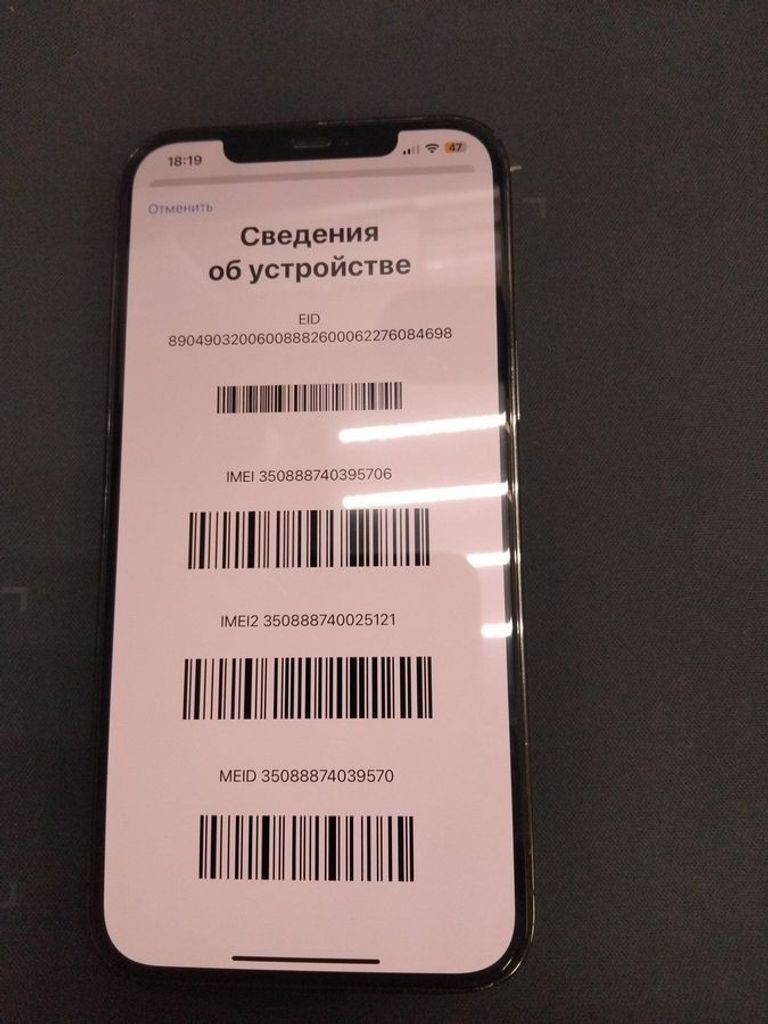 18:19
47
Отменить
Сведения
об устройстве
EID
89049032006008882600062276084698
IMEI 350888740395706
IMEI2 350888740025121
MEID 35088874039570